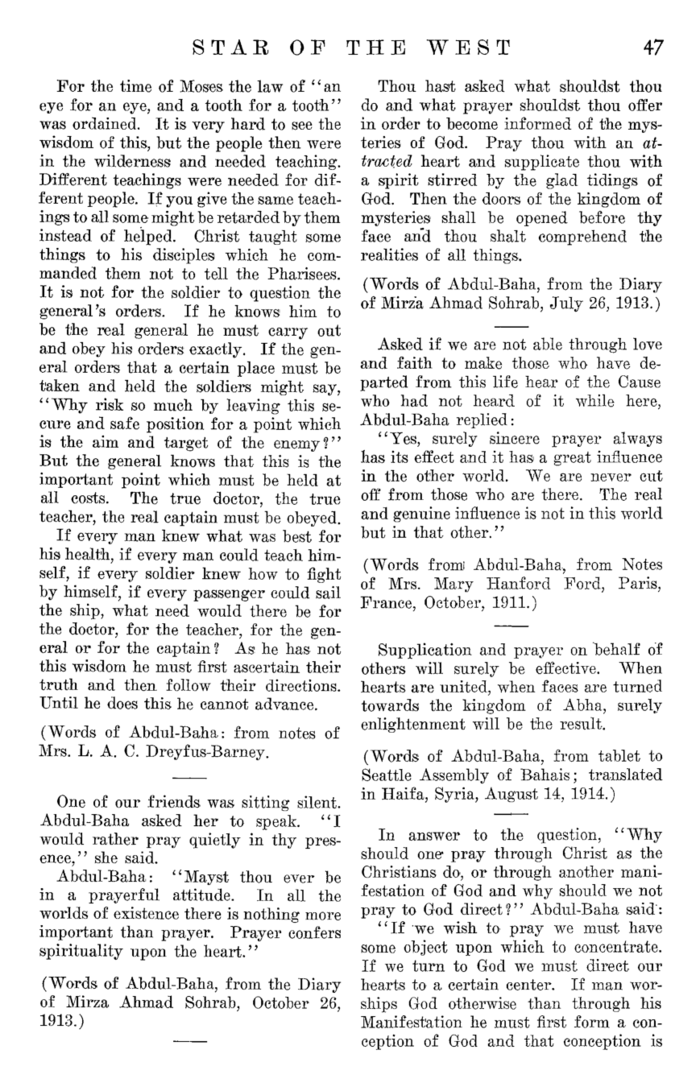 STAR OF THE WEST 47
For the time of Moses the law of "an
eye for an eye, and a tooth for a tooth"
was ordained. It is very hard to see the
wisdom of this, but the people then were
in the wilderness and needed teaching.
Different teachings were needed for dif-
ferent people. If you give the same teach-
ings to all some might be retarded by them
instead of helped. Christ taught some
things to his disciples which he com-
manded them not to tell the Pharisees.
It is not for the soldier to question the
general's orders. If he knows him to
be the real general he must carry out
and obey his orders exactly. If the gen-
eral orders that a certain place must be
taken and held the soldiers might say,
"Why risk so much by leaving this se-
cure and safe position for a point which
is the aim and target of the enemy?"
But the general knows that this is the
important point which must be held at
all costs. The true doctor, the true
teacher, the real captain must be obeyed.
If every man knew what was best for
his health, if every man could teach him-
self, if every soldier knew how to fight
by himself, if every passenger could sail
the ship, what need would there be for
the doctor, for the teacher, for the gen-
eral or for the captain? As he has not
this wisdom he must first ascertain their
truth and then follow their directions.
Until he does this he cannot advance.
(Words of Abdul-Baha: from notes of
Mrs. L. A. C. Dreyfus-Barney.
One of our friends was sitting silent.
Abdul-Baha asked her to speak. "I
would rather pray quietly in thy pres-
ence," she said.
Abdul-Baha: "Mayst thou ever be
in a prayerful attitude. In all the
worlds of existence there is nothing more
important than prayer. Prayer confers
spirituality upon the heart."
(Words of Abdul-Baha, from the Diary
of Mirza Ahmad Sohrab, October 26,
1913.)
Thou hast asked what shouldst thou
do and what prayer shouldst thou offer
in order to become informed of the mys-
teries of God. Pray thou with an at-
tracted heart and supplicate thou with
a spirit stirred by the glad tidings of
God. Then the doors of the kingdom of
mysteries shall be opened before thy
face and thou shalt comprehend the
realities of all things.
(Words of Abdul-Baha, from the Diary
of Mirza Ahmad Sohrab, July 26, 1913.)
Asked if we are not able through love
and faith to make those who have de-
parted from this life hear of the Cause
who had not heard of it while here,
Abdul-Baha replied:
"Yes, surely sincere prayer always
has its effect and it has a great influence
in the other world. We are never cut
off from those who are there. The real
and genuine influence is not in this world
but in that other."
(Words from Abdul-Baha, from Notes
of Mrs. Mary Hanford Ford, Paris,
France, October, 1911.)
Supplication and prayer on behalf of
others will surely be effective. When
hearts are united, when faces are turned
towards the kingdom of Abha, surely
enlightenment will be the result.
(Words of Abdul-Baha, from tablet to
Seattle Assembly of Bahais; translated
in Haifa, Syria, August 14, 1914.)
In answer to the question, "Why
should one pray through Christ as the
Christians do, or through another mani-
festation of God and why should we not
pray to God direct?" Abdul-Baha said:
"If we wish to pray we must have
some object upon which to concentrate.
If we turn to God we must direct our
hearts to a certain center. If man wor-
ships God otherwise than through his
Manifestation he must first form a con-
ception of God and that conception is